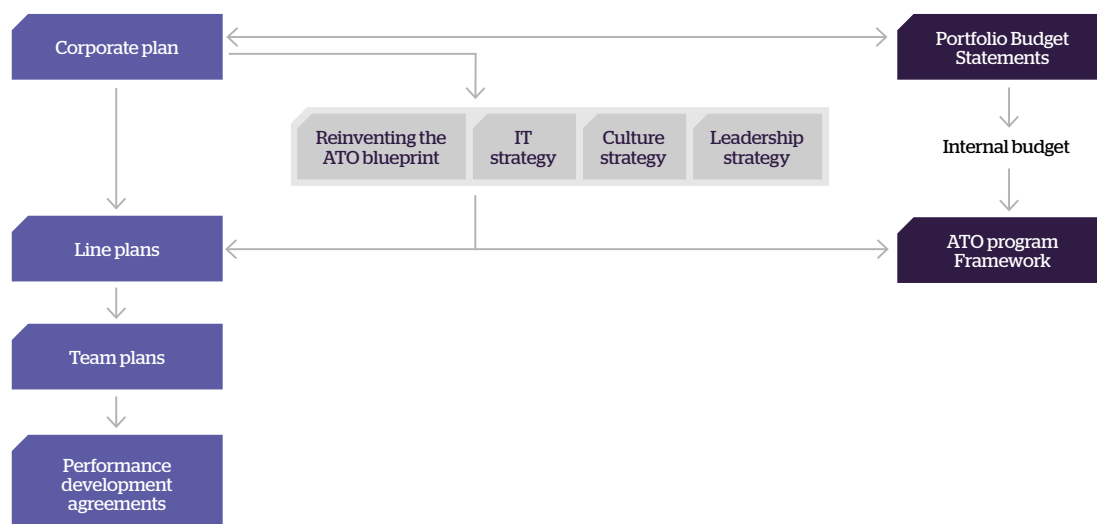 Corporate plan
Portfolio Budget
Statements
Reinventing the
ATO blueprint
IT
strategy
Culture
strategy
Leadership
strategy
Internal budget
Line plans
ATO program
Framework
Team plans
Performance
development
agreements